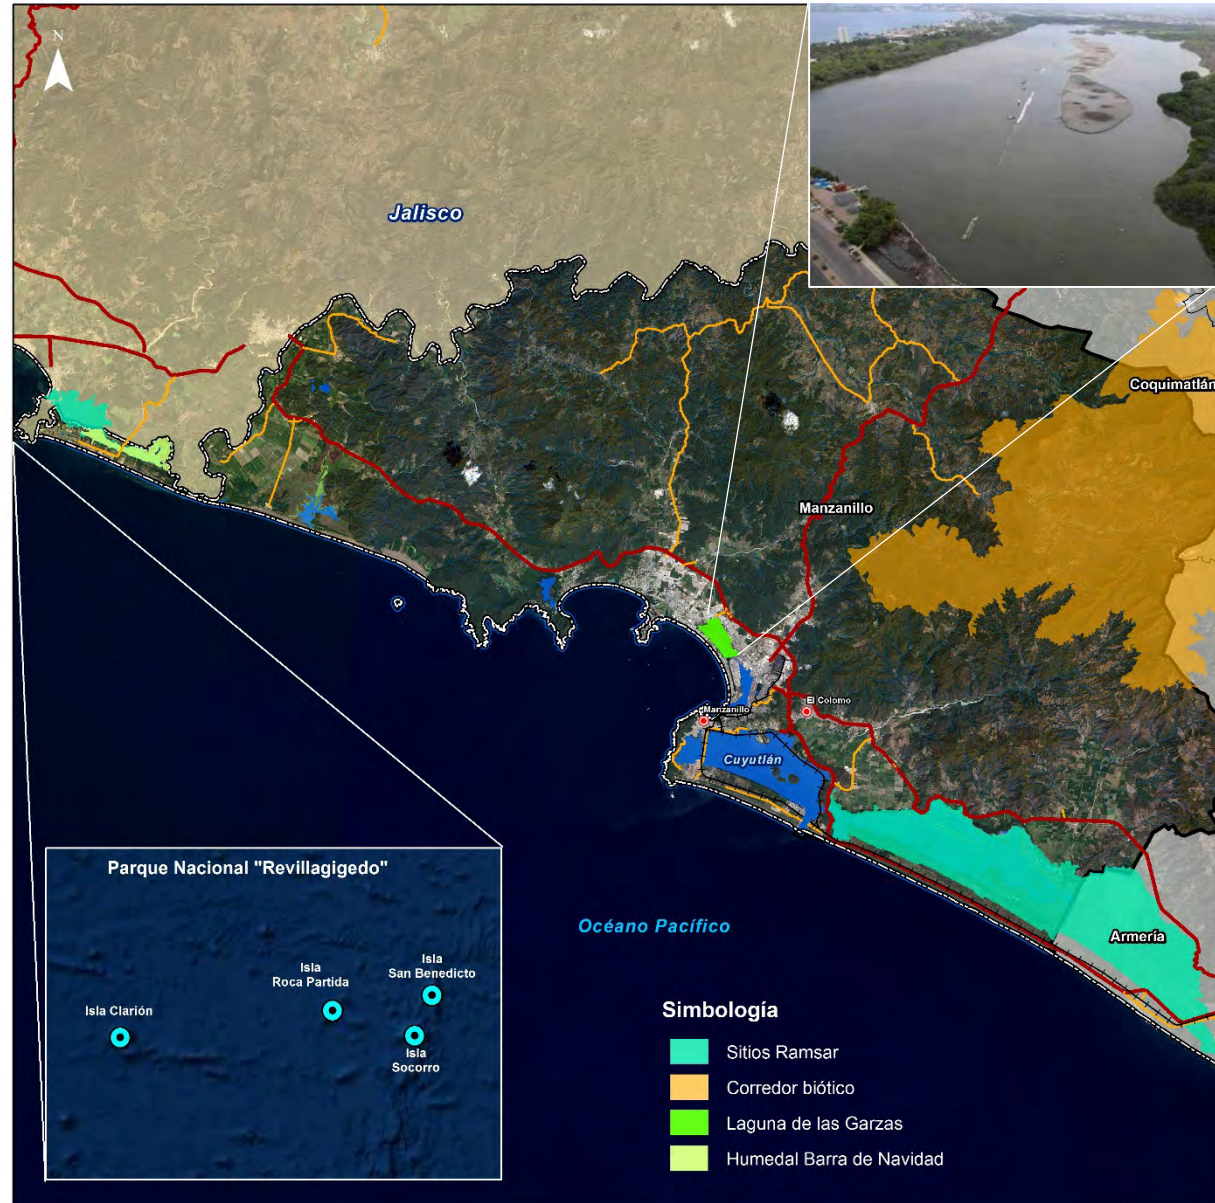 N
Jalisco
Coquimatlán
Manzanillo
Manzanillo
El Colomo
Cuyutlán
Armería
Océano Pacífico
Parque Nacional "Revillagigedo"
Isla
San Benedicto
Isla
Roca Partida
Isla Clarión
Isla
Socorro
Simbología
Sitios Ramsar
Corredor biótico
Laguna de las Garzas
Humedal Barra de Navidad